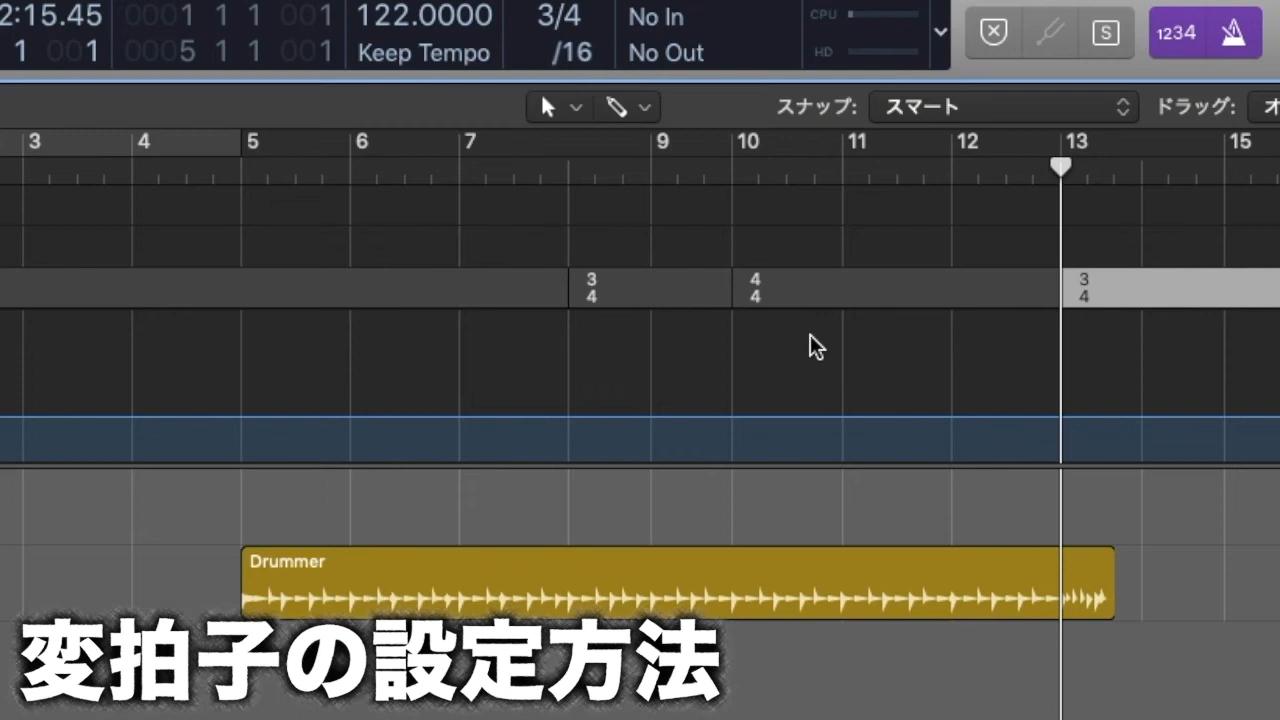 2:15.45 0001 1 1 001 122.0000 3/4 No In CPU
1 001 0005 1 1 001 Keep Tempo /16 No Out HD
S 1234
スナップ: スマート ドラッグ: オ
3 4 5 6 7 9 10 11 12 13 15
3 4 3
4 4 4
Drummer
変拍子の設定方法